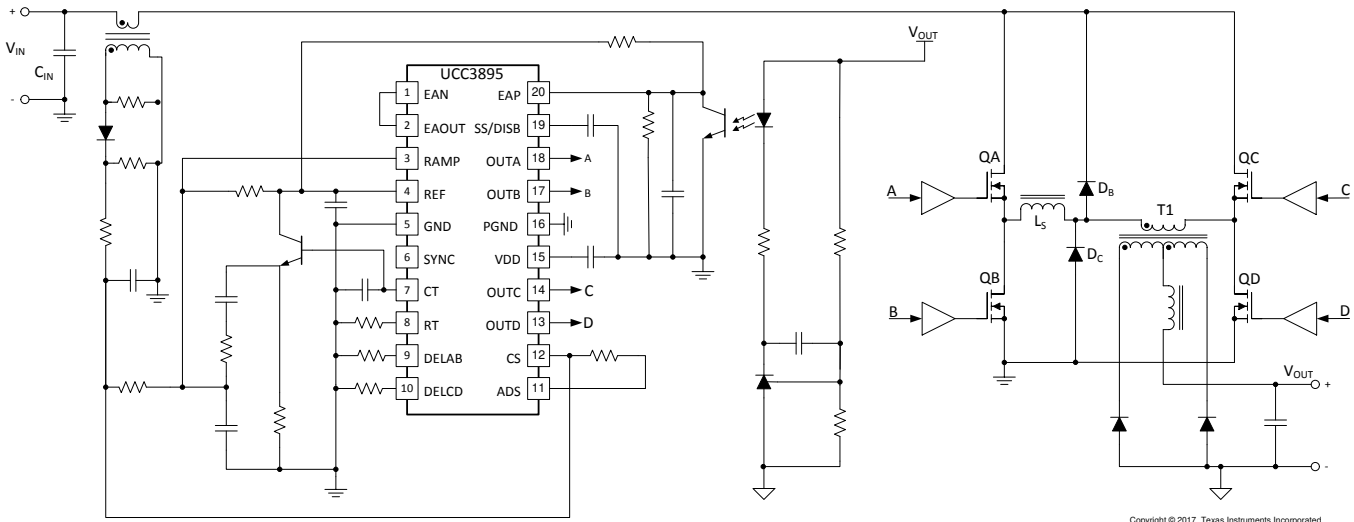 +
VIN
CIN
-
UCC3895
1 EAN EAP 20
2 EAOUT SS/DISB 19
3 RAMP OUTA 18 A
4 REF OUTB 17 B
5 GND PGND 16
6 SYNC VDD 15
7 CT OUTC 14 C
8 RT OUTD 13 D
9 DELAB CS 12
10 DELCD ADS 11
VOUT
QA
QC
A
DB
T1
C
LS
DC
QB
QD
B
D
VOUT
+
-
Copyright © 2017, Texas Instruments Incorporated